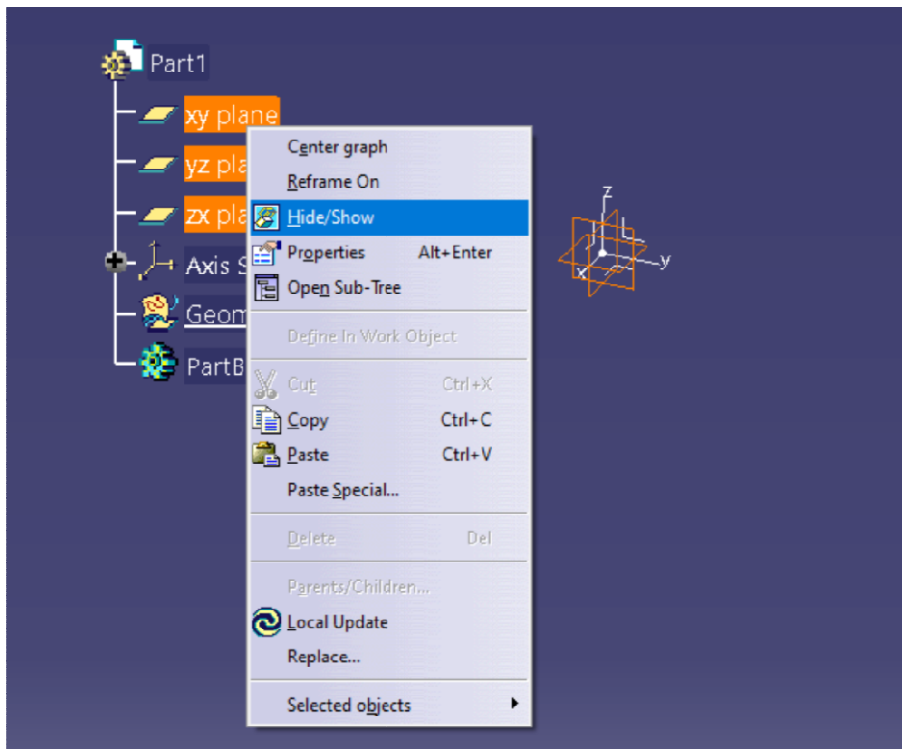 Part1
xy plane
yz pla
zx pla
Axis S
Geom
PartB
Center graph
Reframe On
Hide/Show
Properties Alt+Enter
Open Sub-Tree
Define In Work Object
Cut Ctrl+X
Copy Ctrl+C
Paste Ctrl+V
Paste Special...
Delete Del
Parents/Children...
Local Update
Replace...
Selected objects
z
y
x